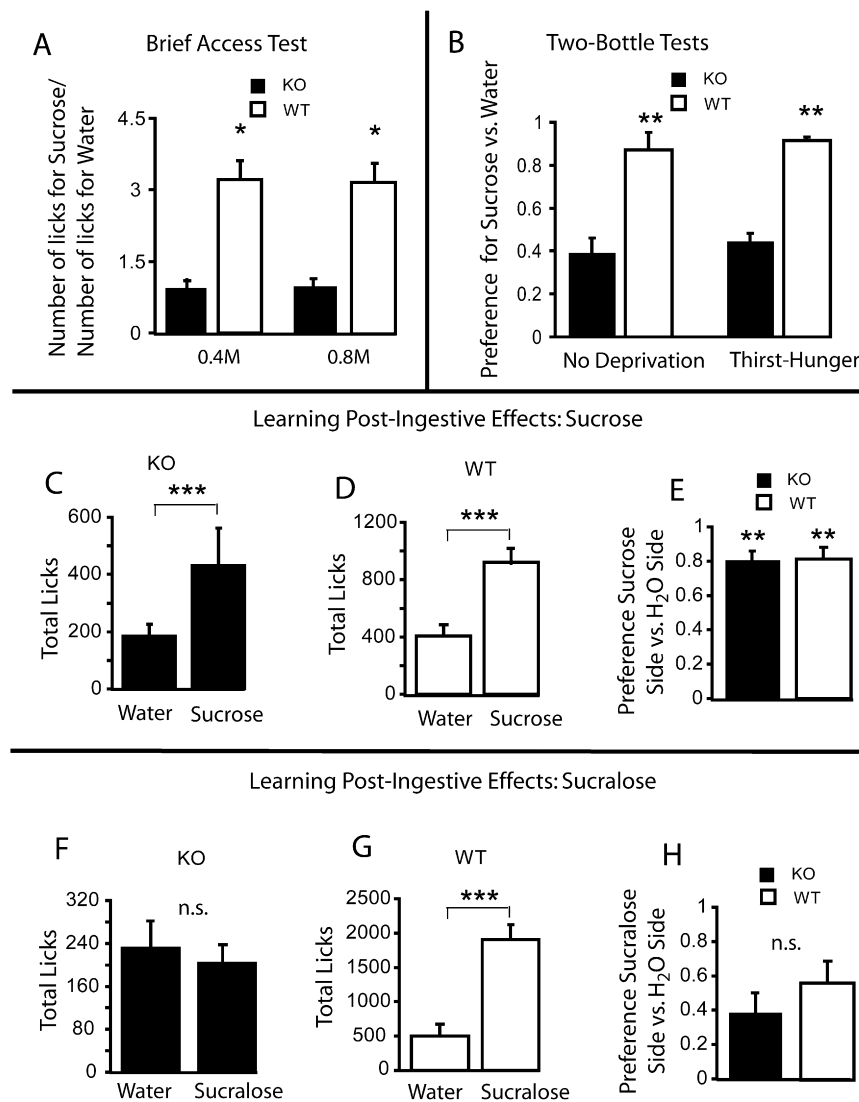 A
Brief Access Test
KO
WT
Number of licks for Sucrose/
Number of licks for Water
4.5
3
1.5
0
*
*
0.4M
0.8M
B
Two-Bottle Tests
KO
WT
Preference for Sucrose vs. Water
1
0.8
0.6
0.4
0.2
0
**
**
No Deprivation
Thirst-Hunger
Learning Post-Ingestive Effects: Sucrose
C
KO
***
Total Licks
600
400
200
0
Water
Sucrose
D
WT
***
Total Licks
1200
800
400
0
Water
Sucrose
E
KO
WT
Preference Sucrose
Side vs. H2O Side
1
0.8
0.6
0.4
0.2
0
**
**
Learning Post-Ingestive Effects: Sucralose
F
KO
n.s.
Total Licks
320
240
160
80
0
Water
Sucralose
G
WT
***
Total Licks
2500
2000
1500
1000
500
0
Water
Sucralose
H
KO
WT
n.s.
Preference Sucralose
Side vs. H2O Side
1
0.8
0.6
0.4
0.2
0